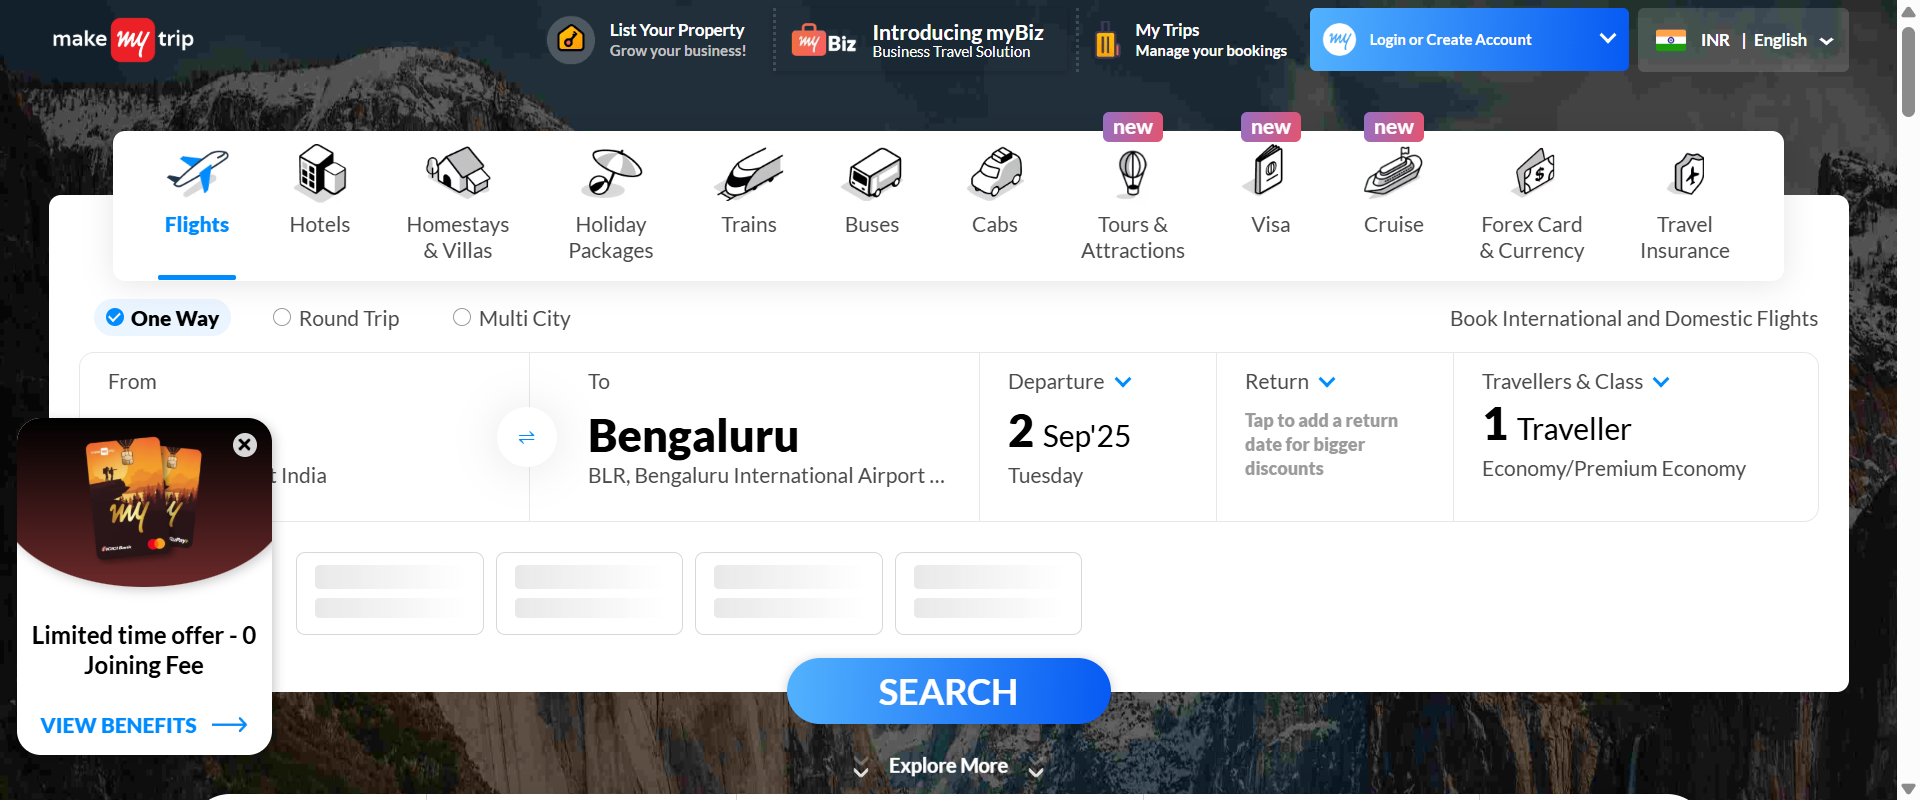 make my trip
List Your Property
Grow your business!
my Biz
Introducing myBiz
Business Travel Solution
My Trips
Manage your bookings
my
Login or Create Account
INR | English
new
new
new
Flights
Hotels
Homestays
& Villas
Holiday
Packages
Trains
Buses
Cabs
Tours &
Attractions
Visa
Cruise
Forex Card
& Currency
Travel
Insurance
One Way
Round Trip
Multi City
Book International and Domestic Flights
From
t India
To
Bengaluru
BLR, Bengaluru International Airport ...
Departure
2 Sep'25
Tuesday
Return
Tap to add a return
date for bigger
discounts
Travellers & Class
1 Traveller
Economy/Premium Economy
my
ICICI Bank
RuPay
Limited time offer - 0
Joining Fee
VIEW BENEFITS
SEARCH
Explore More